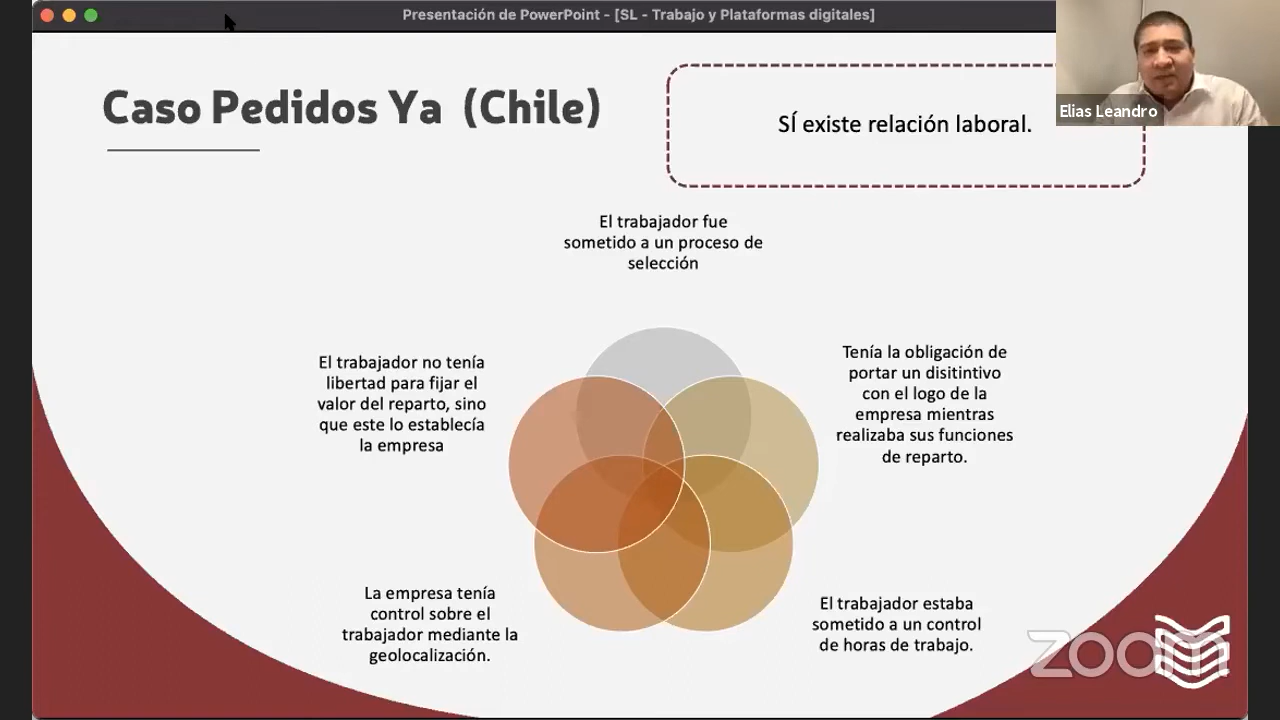 Presentación de PowerPoint - [SL - Trabajo y Plataformas digitales]
Caso Pedidos Ya (Chile)
SÍ existe relación laboral.
Elias Leandro
El trabajador fue
sometido a un proceso de
selección
El trabajador no tenía
libertad para fijar el
valor del reparto, sino
que este lo establecía
la empresa
Tenía la obligación de
portar un disitintivo
con el logo de la
empresa mientras
realizaba sus funciones
de reparto.
La empresa tenía
control sobre el
trabajador mediante la
geolocalización.
El trabajador estaba
sometido a un control
de horas de trabajo.
zoom